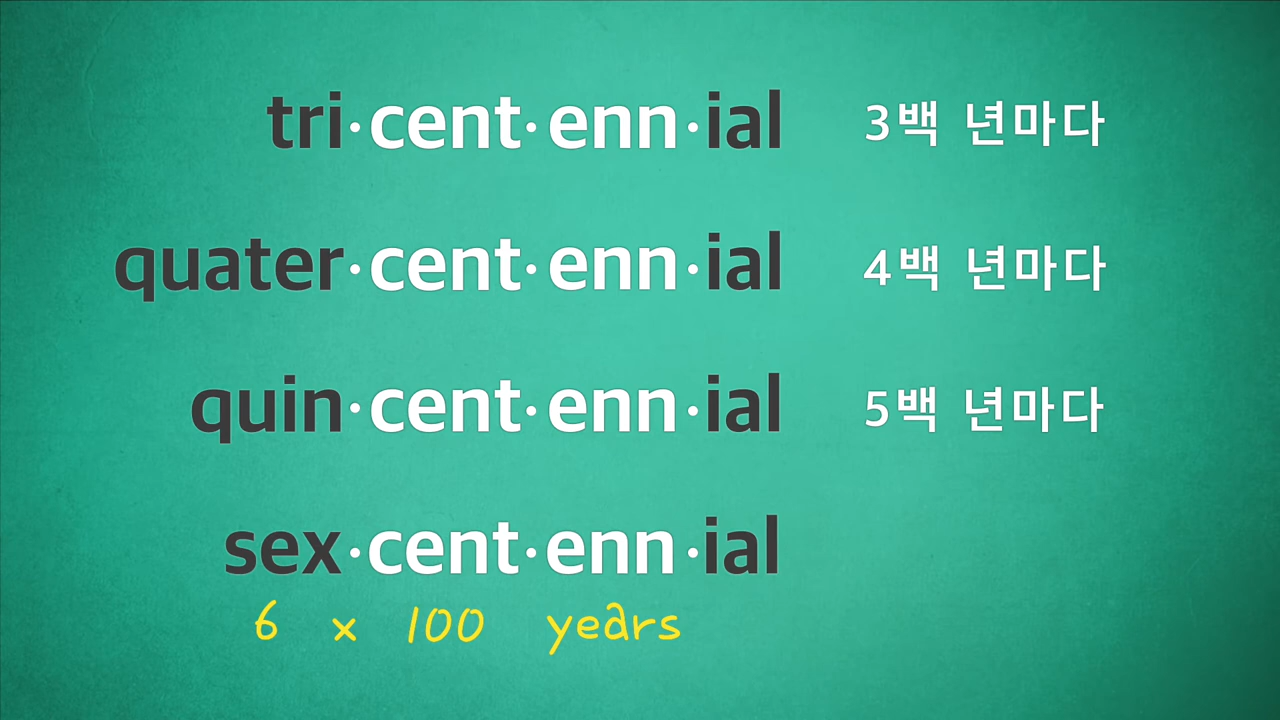 tri·cent·enn·ial 3백 년마다
quater·cent·enn·ial 4백 년마다
quin·cent·enn·ial 5백 년마다
sex·cent·enn·ial
6 x 100 years